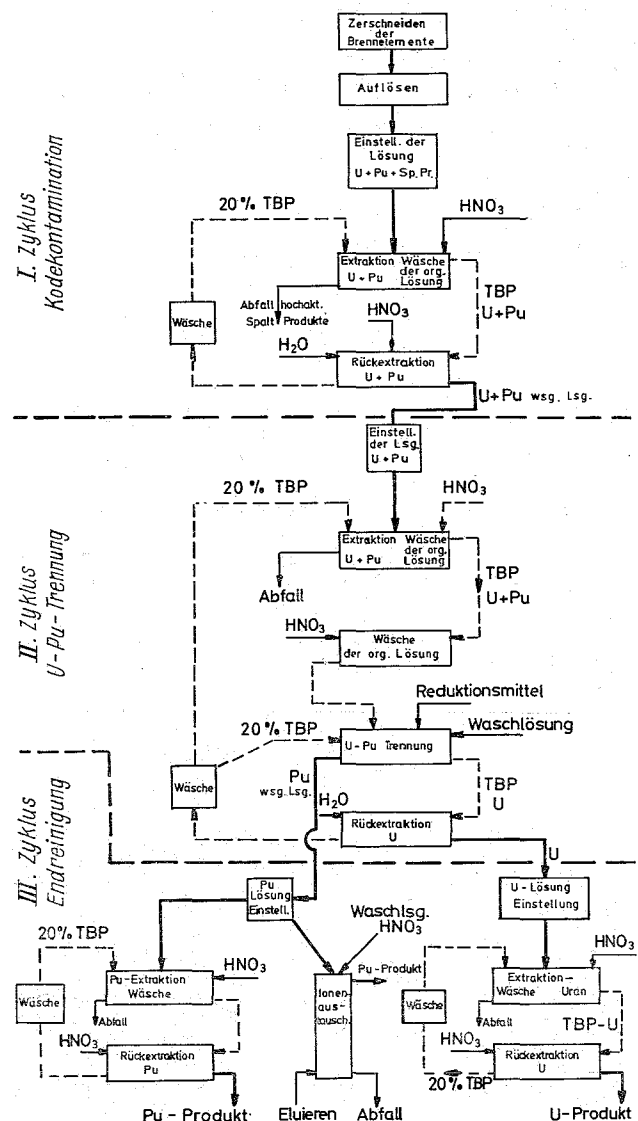 Zerschneiden
der
Brennelemente
Auflösen
Einstell. der
Lösung
U + Pu + Sp. Pr.
I. Zyklus
Kodekontamination
20 % TBP
HNO₃
Extraktion
U + Pu
Wäsche
der org.
Lösung
TBP
U+Pu
Abfall hochakt.
Spalt Produkte
Wäsche
HNO₃
H₂O
Rückextraktion
U + Pu
U+Pu wsg. Lsg.
Einstell.
der Lsg.
U + Pu
II. Zyklus
U-Pu-Trennung
20 % TBP
HNO₃
Extraktion
U + Pu
Wäsche
der org.
Lösung
TBP
U+Pu
Abfall
HNO₃
Wäsche
der org. Lösung
Reduktionsmittel
20 % TBP
Waschlösung
U-Pu Trennung
Wäsche
Pu
wsg. Lsg.
TBP
U
H₂O
Rückextraktion
U
U
III. Zyklus
Endreinigung
Pu
Lösung
Einstell.
U-Lösung
Einstellung
20% TBP
Waschlsg.
HNO₃
HNO₃
Pu-Extraktion
Wäsche
HNO₃
Pu-Produkt
Extraktion-
Wäsche Uran
Wäsche
Ionen
aus-
tausch.
Wäsche
Abfall
Abfall
TBP-U
HNO₃
HNO₃
Rückextraktion
Pu
Rückextraktion
U
20% TBP
Pu-Produkt
Eluieren
Abfall
U-Produkt